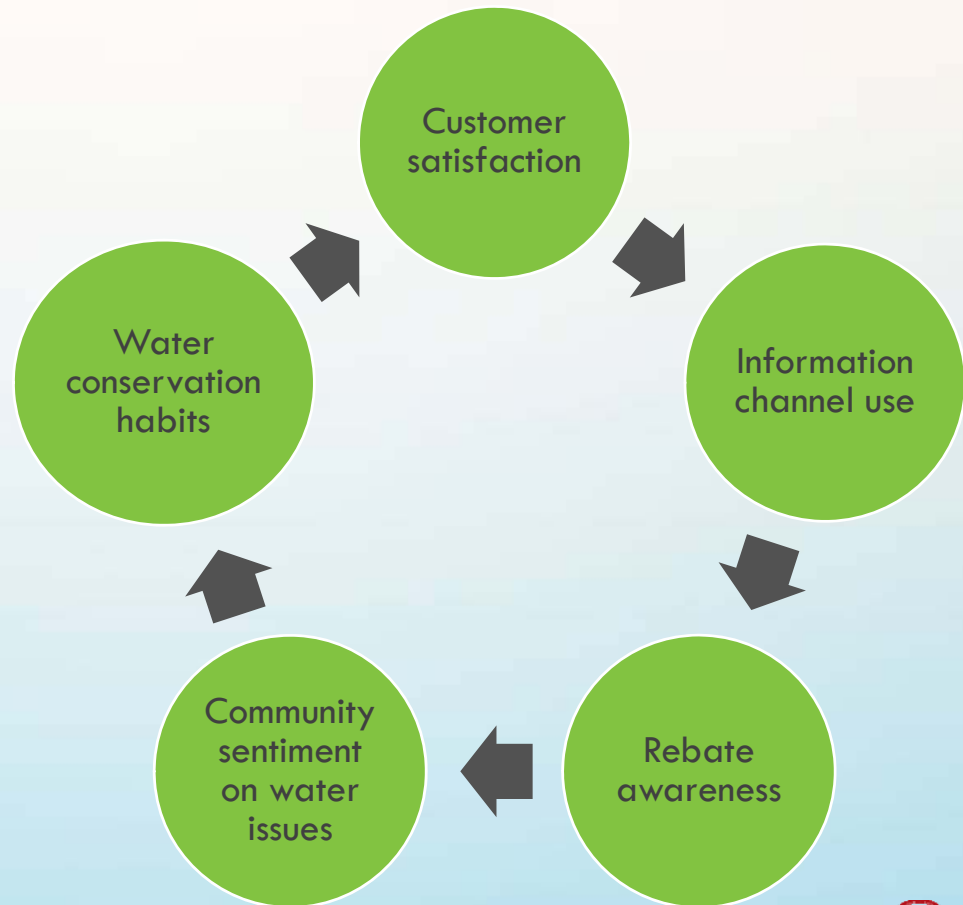 Customer
satisfaction
Information
channel use
Rebate
awareness
Community
sentiment
on water
issues
Water
conservation
habits